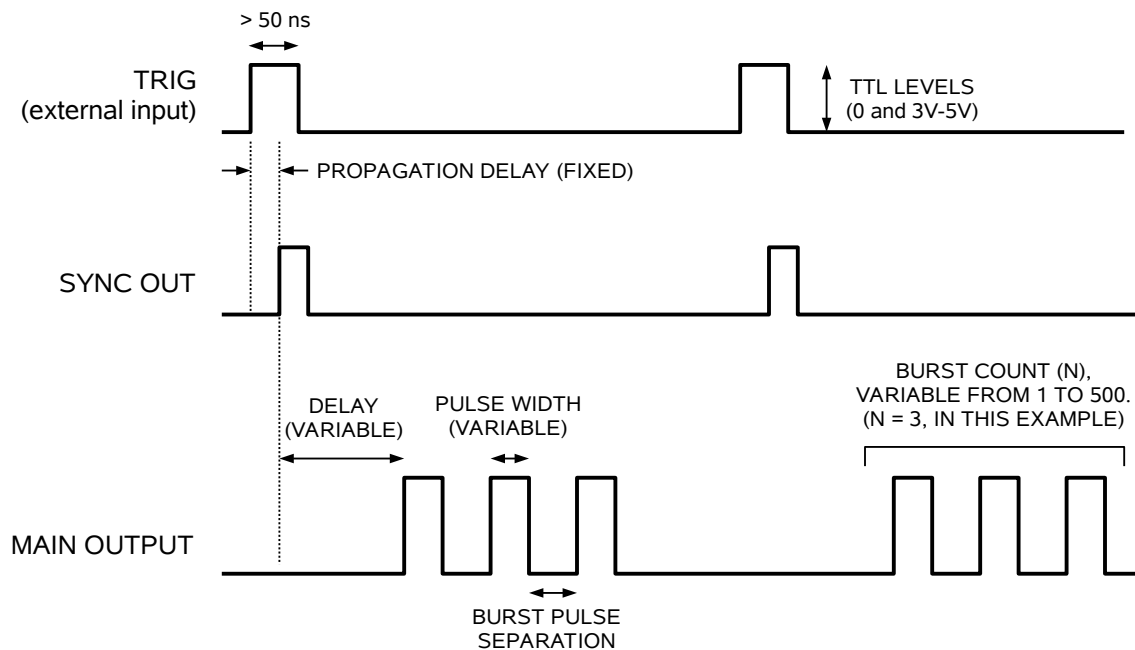 > 50 ns
TRIG
(external input)
TTL LEVELS
(0 and 3V-5V)
PROPAGATION DELAY (FIXED)
SYNC OUT
BURST COUNT (N),
VARIABLE FROM 1 TO 500.
(N = 3, IN THIS EXAMPLE)
DELAY
(VARIABLE)
PULSE WIDTH
(VARIABLE)
MAIN OUTPUT
BURST PULSE
SEPARATION